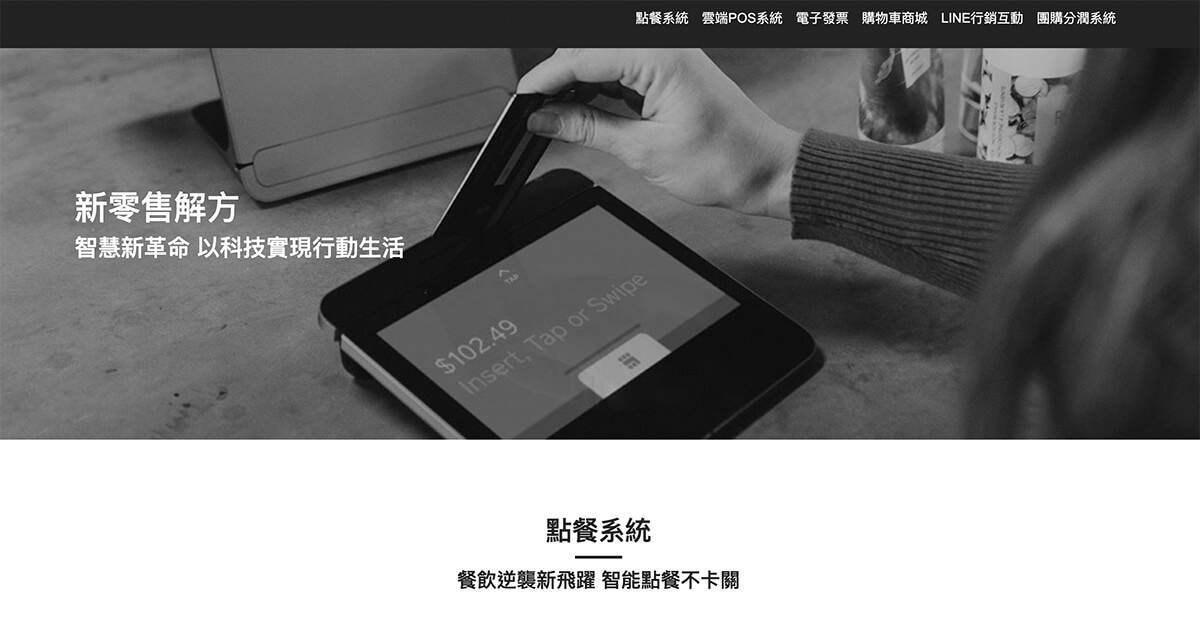 點餐系統 雲端POS系統 電子發票 購物車商城 LINE行銷互動 團購分潤系統
新零售解方
智慧新革命 以科技實現行動生活
TAP
$102.49
Insert, Tap or Swipe
點餐系統
餐飲逆襲新飛躍 智能點餐不卡關